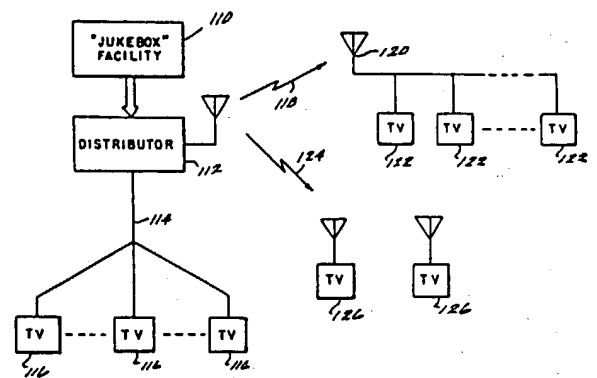 110
"JUKEBOX"
FACILITY
120
118
DISTRIBUTOR
112
TV TV TV
122 122 122
124
114
TV TV
126 126
TV TV TV
116 116 116